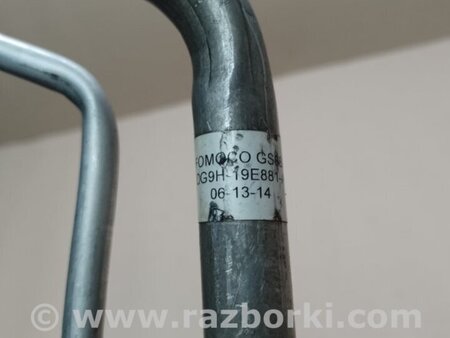 FOMOCO GS
DG9H-19E881-
06-13-14
www.razborki.com